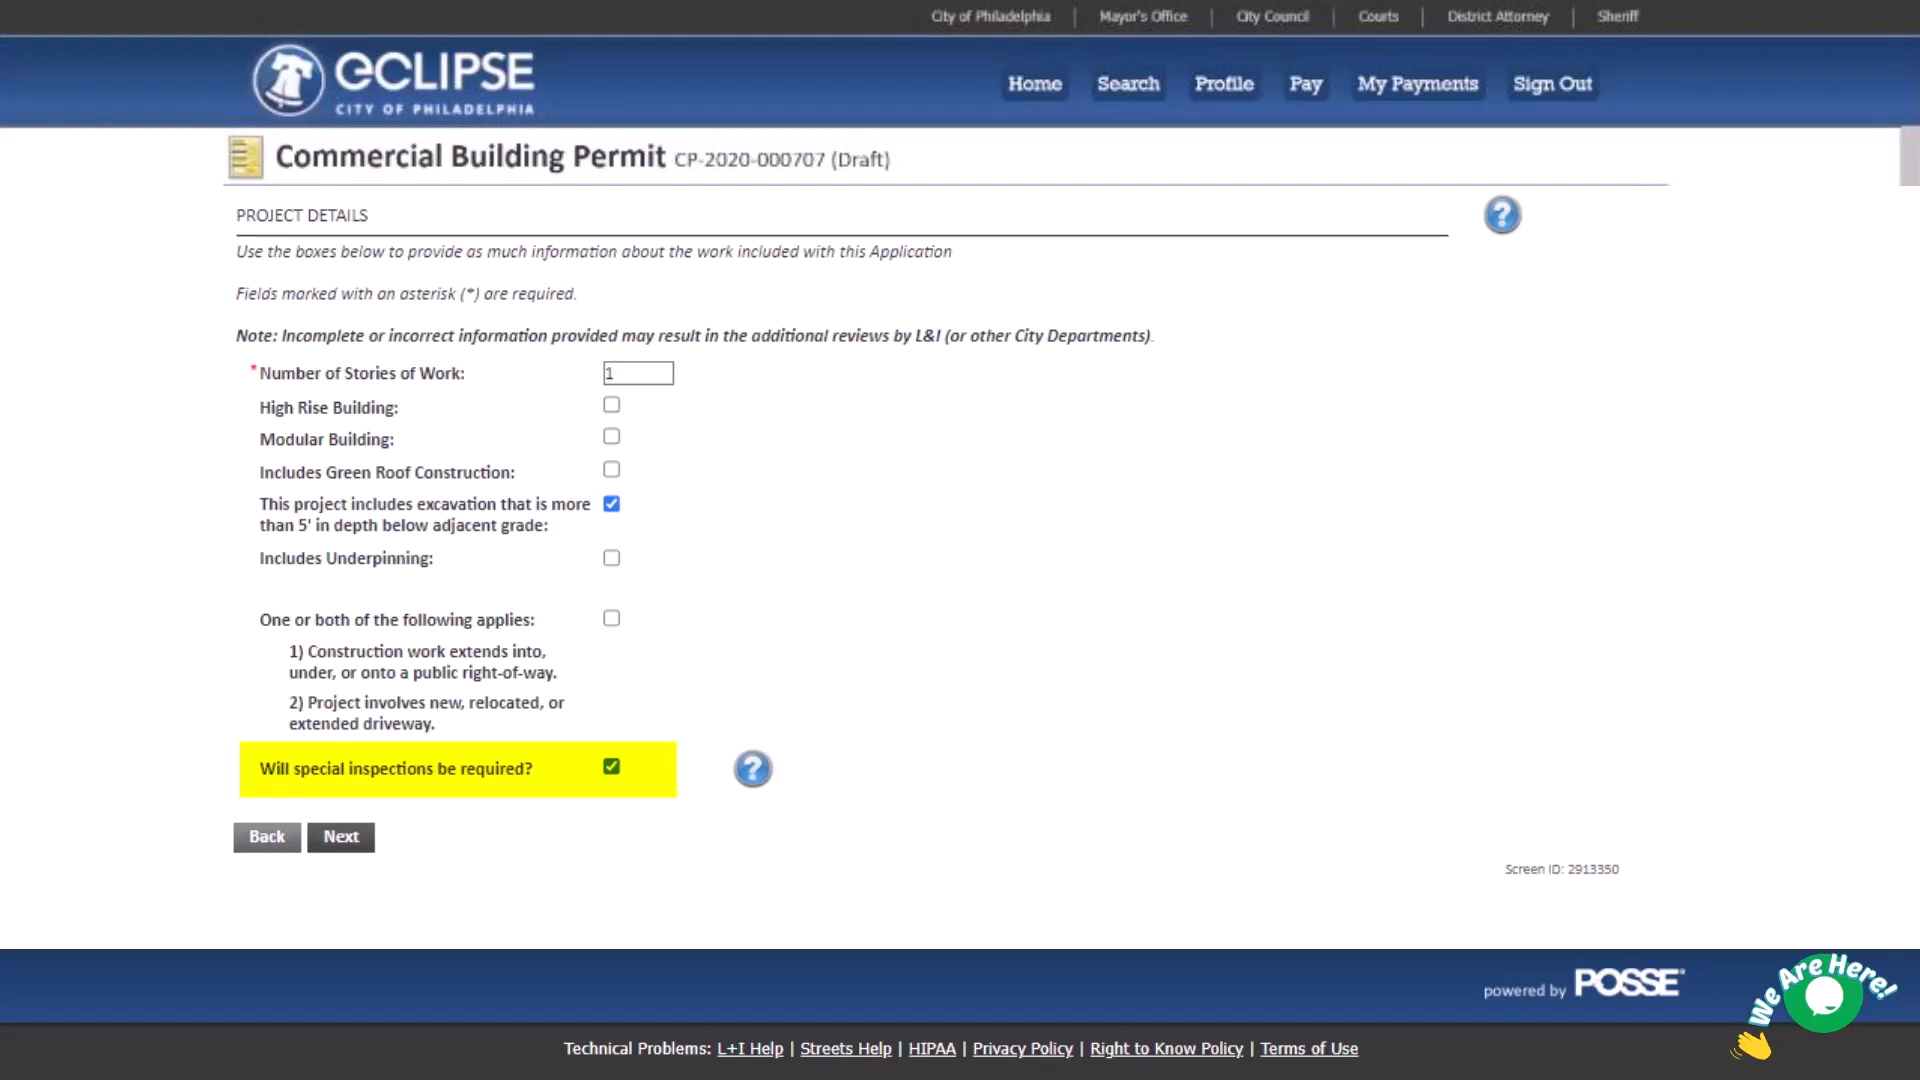 City of Philadelphia | Mayor's Office | City Council | Courts | District Attorney | Sheriff
eCLIPSE
CITY OF PHILADELPHIA
Home Search Profile Pay My Payments Sign Out
Commercial Building Permit CP-2020-000707 (Draft)
PROJECT DETAILS
?
Use the boxes below to provide as much information about the work included with this Application
Fields marked with an asterisk (*) are required.
Note: Incomplete or incorrect information provided may result in the additional reviews by L&I (or other City Departments).
*Number of Stories of Work: 1
High Rise Building:
Modular Building:
Includes Green Roof Construction:
This project includes excavation that is more
than 5' in depth below adjacent grade:
Includes Underpinning:
One or both of the following applies:
1) Construction work extends into,
under, or onto a public right-of-way.
2) Project involves new, relocated, or
extended driveway.
Will special inspections be required? ?
Back Next
Screen ID: 2913350
powered by POSSE
We Are Here!
Technical Problems: L+I Help | Streets Help | HIPAA | Privacy Policy | Right to Know Policy | Terms of Use